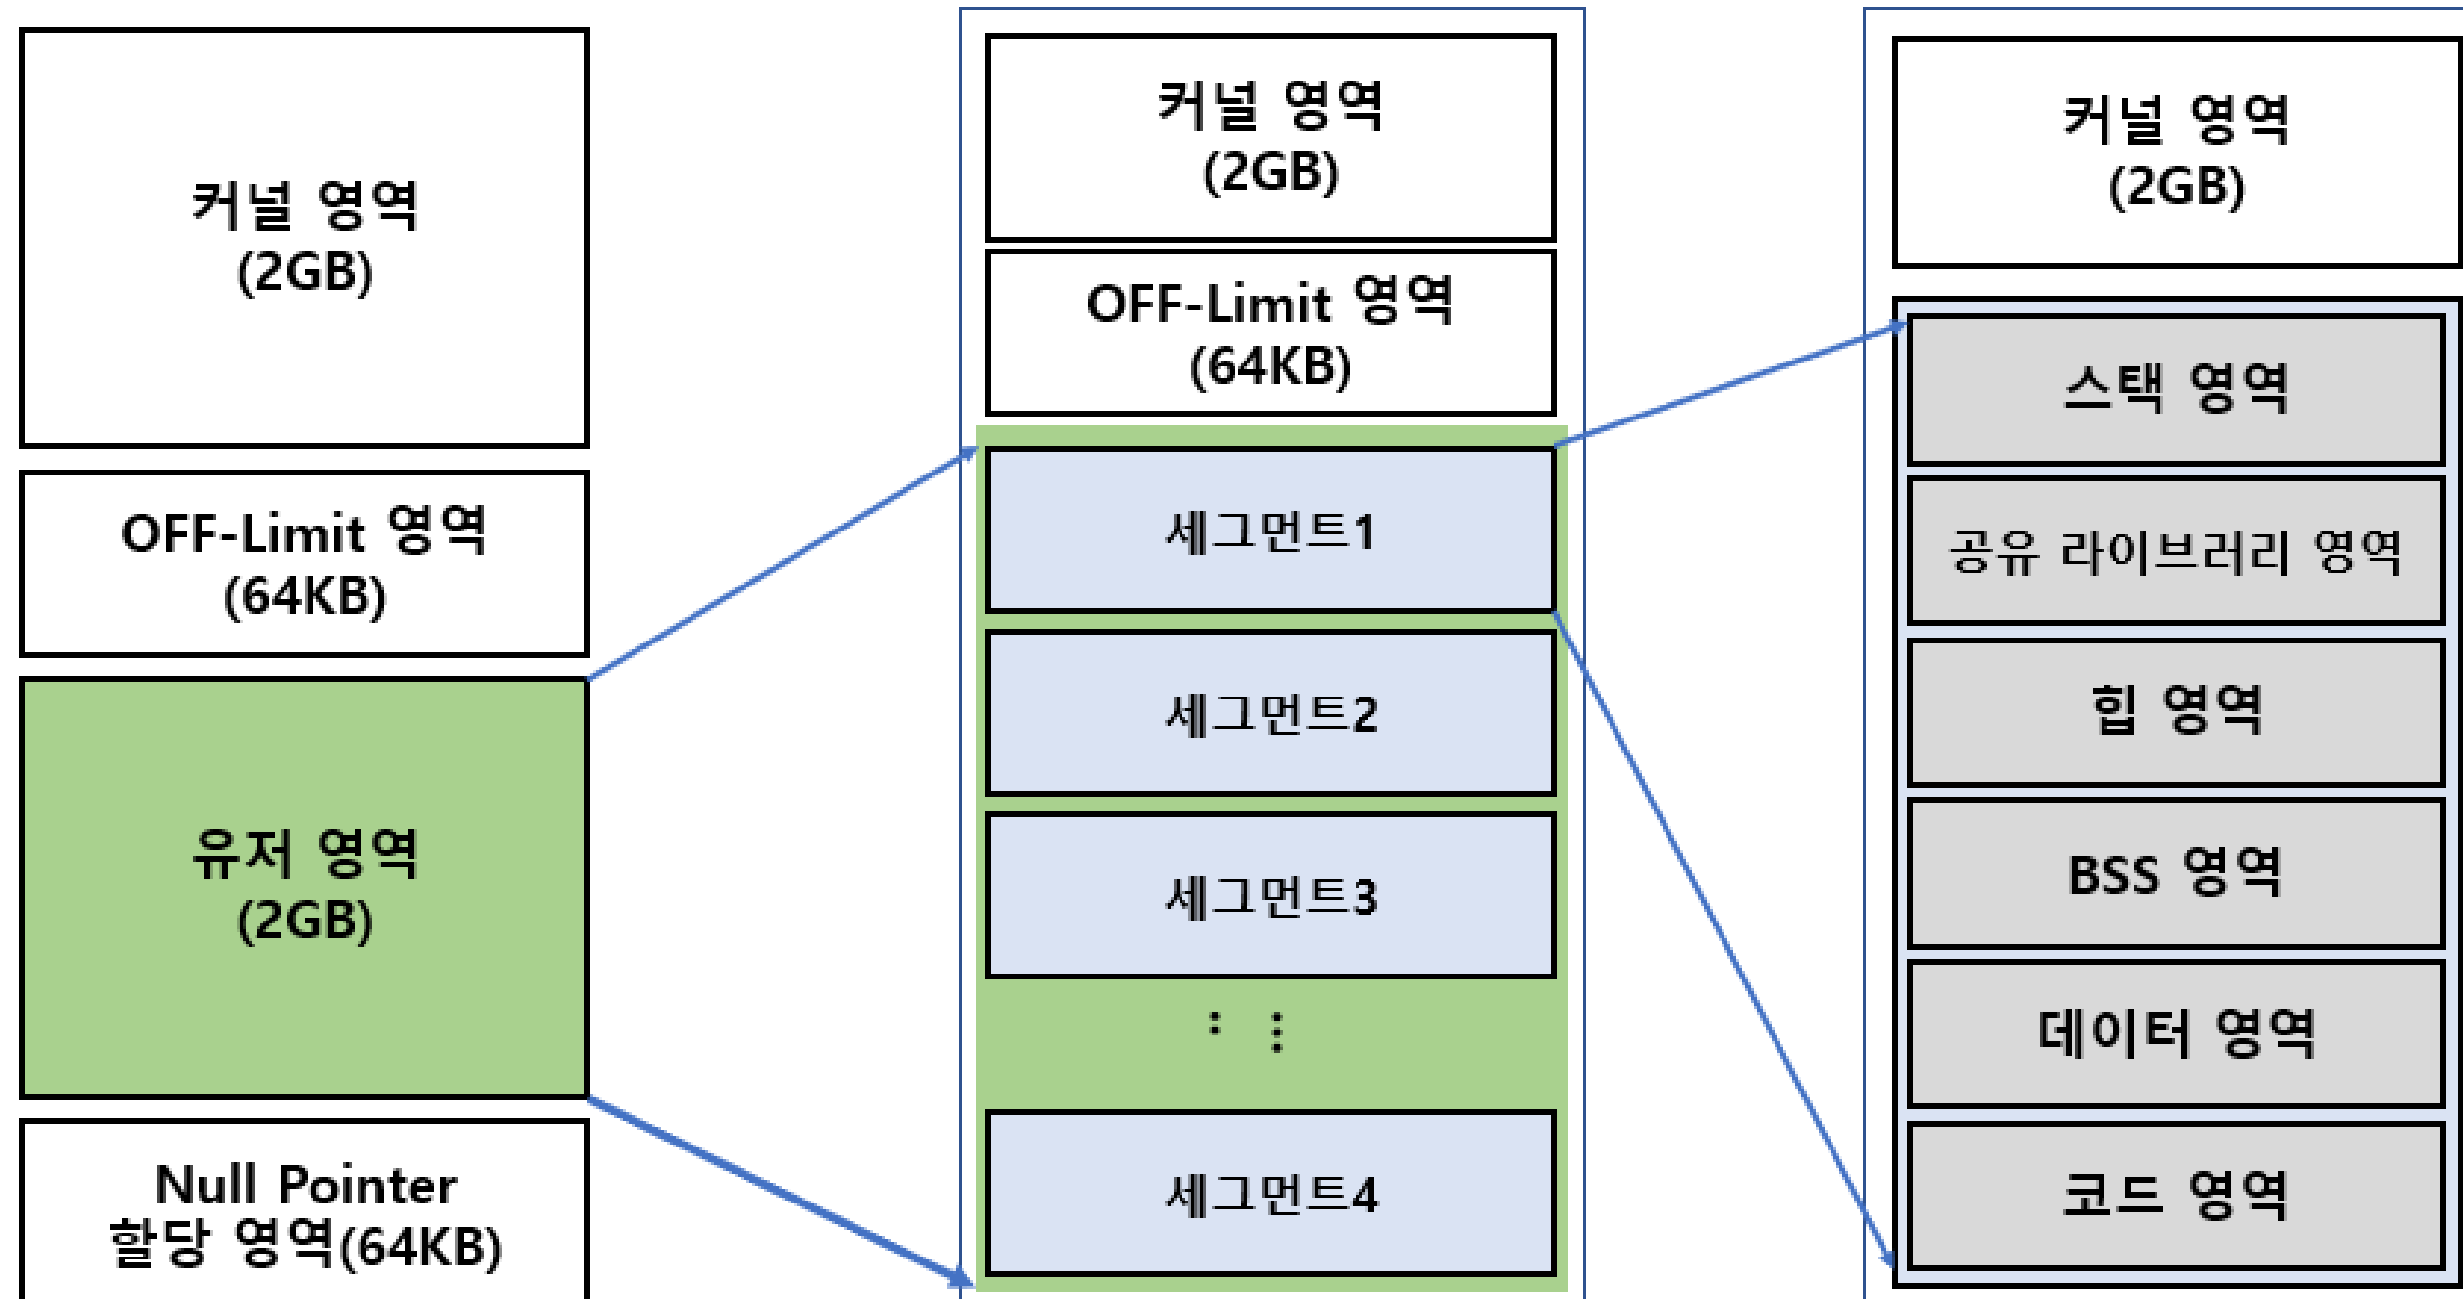 커널 영역
(2GB)
OFF-Limit 영역
(64KB)
유저 영역
(2GB)
Null Pointer
할당 영역(64KB)
커널 영역
(2GB)
OFF-Limit 영역
(64KB)
세그먼트1
세그먼트2
세그먼트3
세그먼트4
커널 영역
(2GB)
스택 영역
공유 라이브러리 영역
힙 영역
BSS 영역
데이터 영역
코드 영역